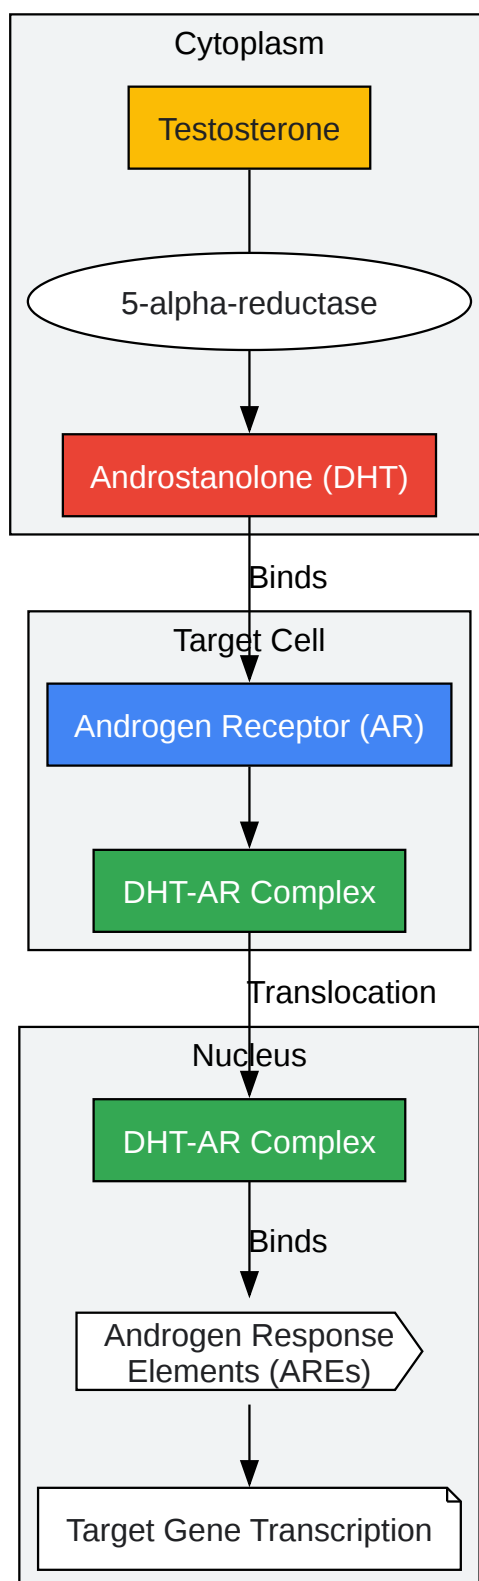 Cytoplasm
Testosterone
5-alpha-reductase
Androstanolone (DHT)
Binds
Target Cell
Androgen Receptor (AR)
DHT-AR Complex
Translocation
Nucleus
DHT-AR Complex
Binds
Androgen Response
Elements (AREs)
Target Gene Transcription